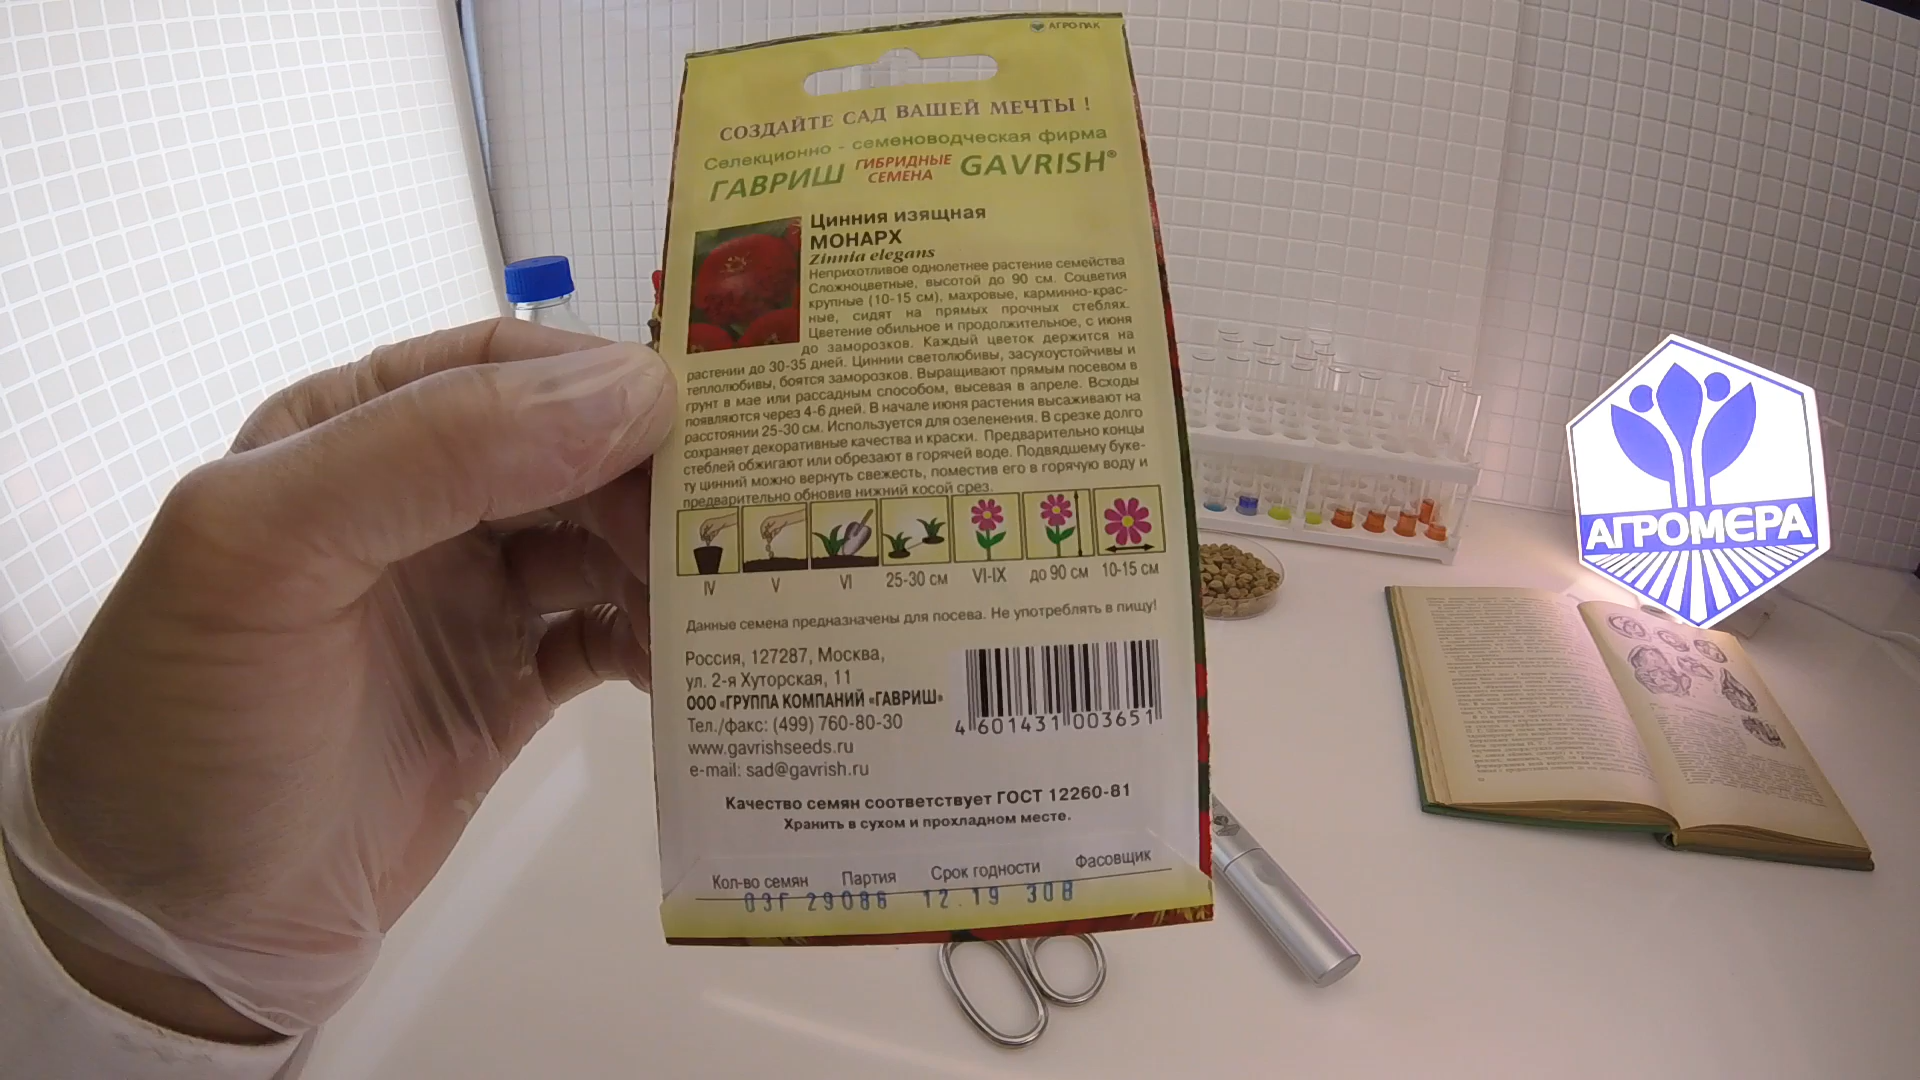 АГРО-ПАК
СОЗДАЙТЕ САД ВАШЕЙ МЕЧТЫ !
Селекционно - семеноводческая фирма
ГАВРИШ ГИБРИДНЫЕ СЕМЕНА GAVRISH®
Цинния изящная
МОНАРХ
Zinnia elegans
Неприхотливое однолетнее растение семейства
Сложноцветные, высотой до 90 см. Соцветия
крупные (10-15 см), махровые, карминно-крас-
ные, сидят на прямых прочных стеблях.
Цветение обильное и продолжительное, с июня
до заморозков. Каждый цветок держится на
растении до 30-35 дней. Циннии светолюбивы, засухоустойчивы и
теплолюбивы, боятся заморозков. Выращивают прямым посевом в
грунт в мае или рассадным способом, высевая в апреле. Всходы
появляются через 4-6 дней. В начале июня растения высаживают на
расстоянии 25-30 см. Используется для озеленения. В срезке долго
сохраняет декоративные качества и краски. Предварительно концы
стеблей обжигают или обрезают в горячей воде. Подвядшему буке-
ту цинний можно вернуть свежесть, поместив его в горячую воду и
предварительно обновив нижний косой срез.
IV V VI 25-30 см VI-IX до 90 см 10-15 см
Данные семена предназначены для посева. Не употреблять в пищу!
Россия, 127287, Москва,
ул. 2-я Хуторская, 11
ООО «ГРУППА КОМПАНИЙ «ГАВРИШ»
Тел./факс: (499) 760-80-30
www.gavrishseeds.ru
e-mail: sad@gavrish.ru
4 601431 003651
Качество семян соответствует ГОСТ 12260-81
Хранить в сухом и прохладном месте.
Кол-во семян Партия Срок годности Фасовщик
03Г 29086 12.19 30В
АГРОМЕРА